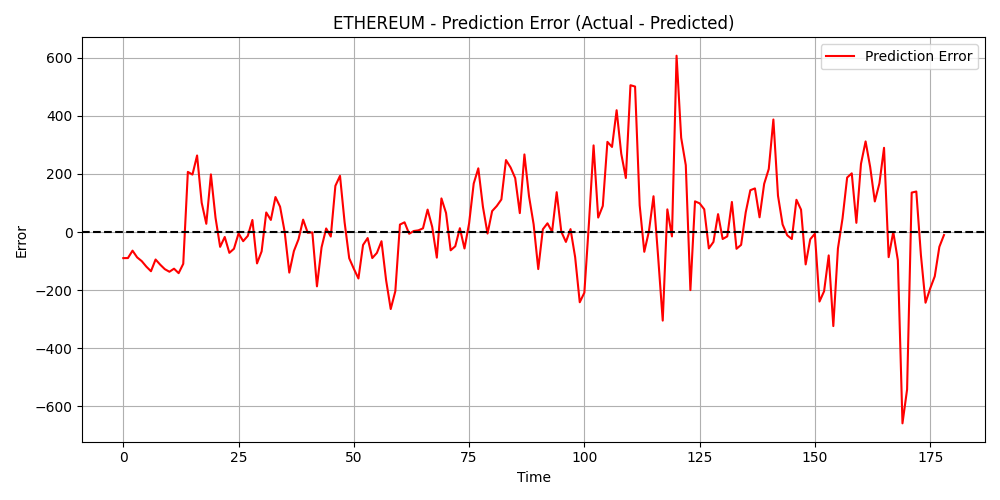 ETHEREUM - Prediction Error (Actual - Predicted)
Prediction Error
600
400
200
0
−200
−400
−600
Error
0 25 50 75 100 125 150 175
Time